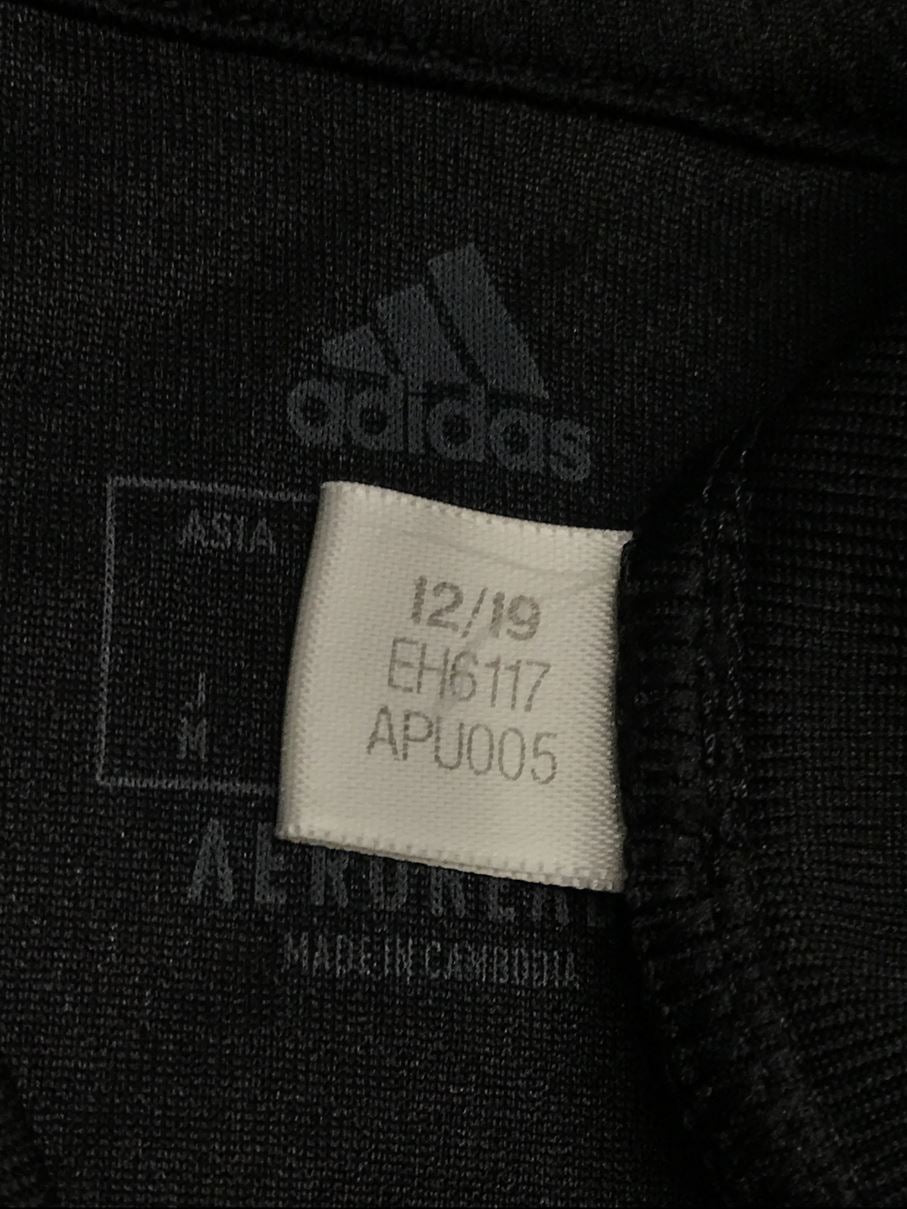 adidas
ASIA
J
M
12/19
EH6117
APU005
MADE IN CAMBODIA